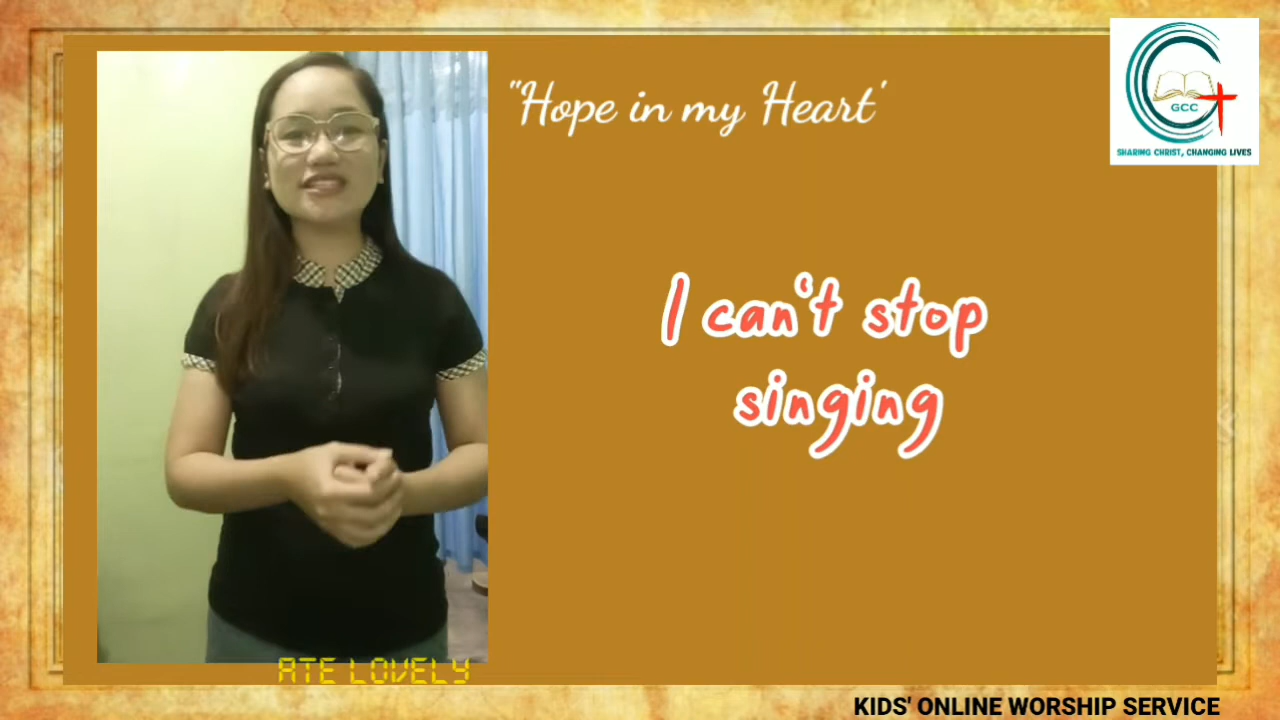 "Hope in my Heart'
GCC
SHARING CHRIST, CHANGING LIVES
I can't stop
singing
ATE LOVELY
KIDS' ONLINE WORSHIP SERVICE